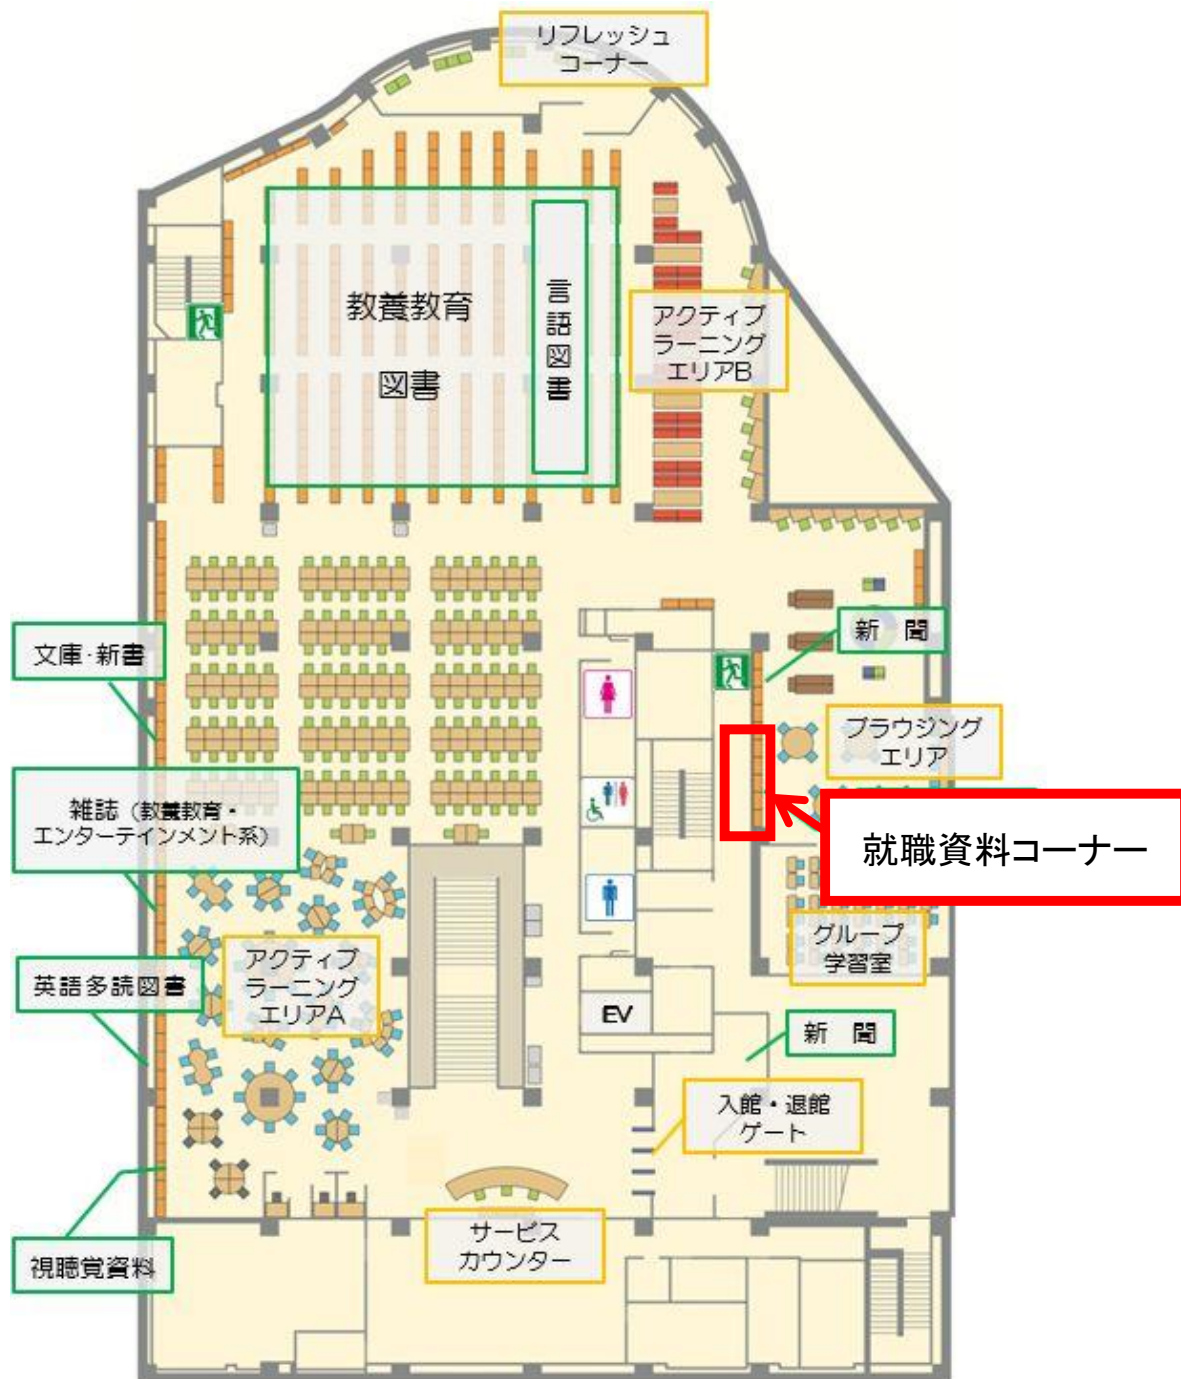 リフレッシュ
コーナー
教養教育
図書
言語図書
アクティブ
ラーニング
エリアB
文庫・新書
新　聞
ブラウジング
エリア
雑誌（教養教育・
エンターテインメント系）
就職資料コーナー
グループ
学習室
アクティブ
ラーニング
エリアA
英語多読図書
EV
新　聞
入館・退館
ゲート
サービス
カウンター
視聴覚資料